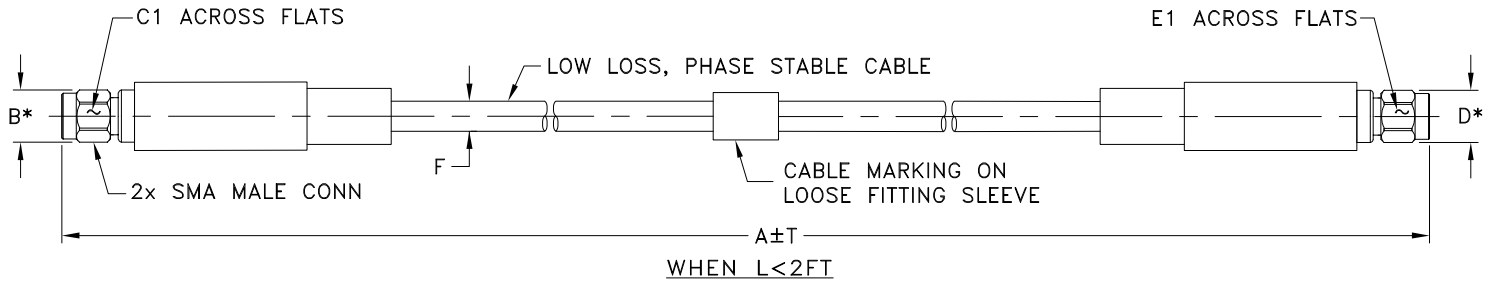 C1 ACROSS FLATS
E1 ACROSS FLATS
LOW LOSS, PHASE STABLE CABLE
B*
D*
F
2x SMA MALE CONN
CABLE MARKING ON
LOOSE FITTING SLEEVE
A±T
WHEN L<2FT